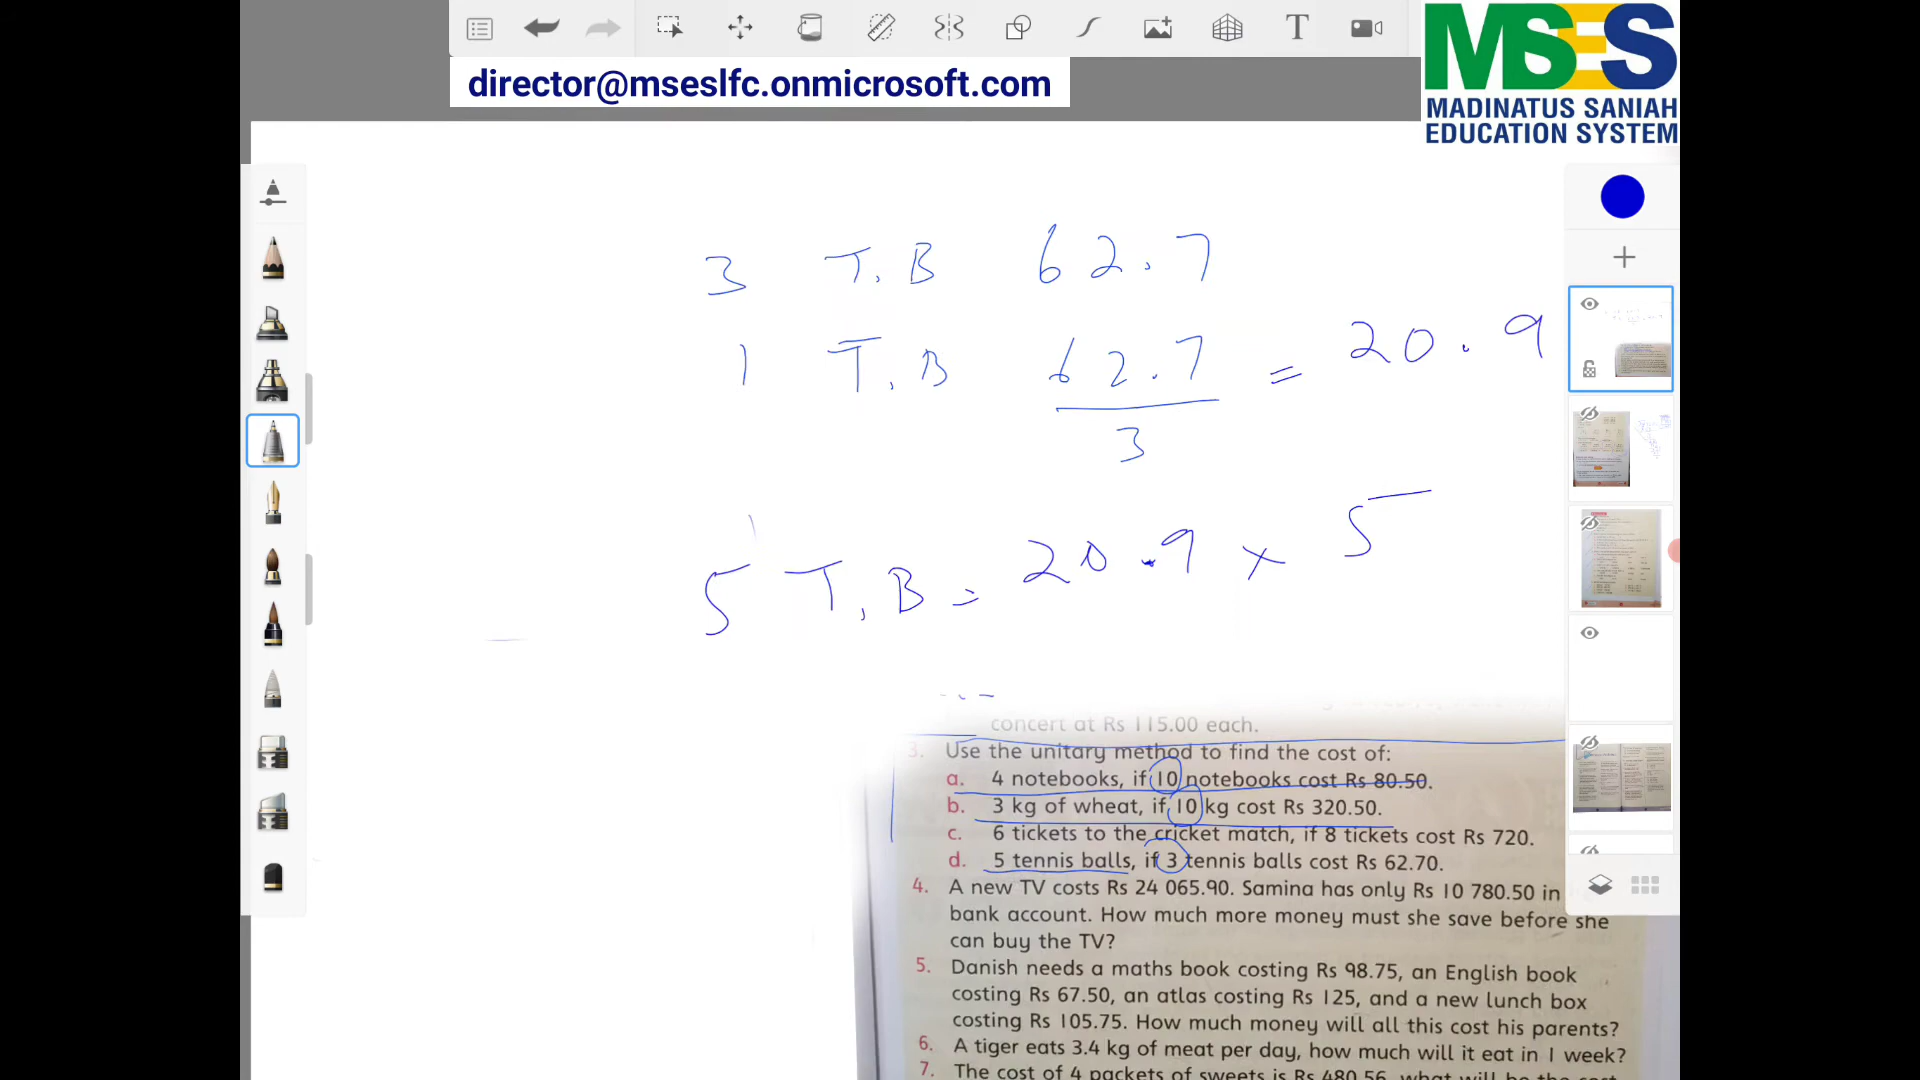 director@mseslfc.onmicrosoft.com
MSES
MADINATUS SANIAH
EDUCATION SYSTEM
3 T.B 62.7
1 T.B 62.7 = 20.9
3
5 T.B = 20.9 x 5
concert at Rs 115.00 each.
3. Use the unitary method to find the cost of:
a. 4 notebooks, if 10 notebooks cost Rs 80.50.
b. 3 kg of wheat, if 10 kg cost Rs 320.50.
c. 6 tickets to the cricket match, if 8 tickets cost Rs 720.
d. 5 tennis balls, if 3 tennis balls cost Rs 62.70.
4. A new TV costs Rs 24 065.90. Samina has only Rs 10 780.50 in
bank account. How much more money must she save before she
can buy the TV?
5. Danish needs a maths book costing Rs 98.75, an English book
costing Rs 67.50, an atlas costing Rs 125, and a new lunch box
costing Rs 105.75. How much money will all this cost his parents?
6. A tiger eats 3.4 kg of meat per day, how much will it eat in 1 week?
7. The cost of 4 packets of sweets is Rs 480.56, what will be the cost